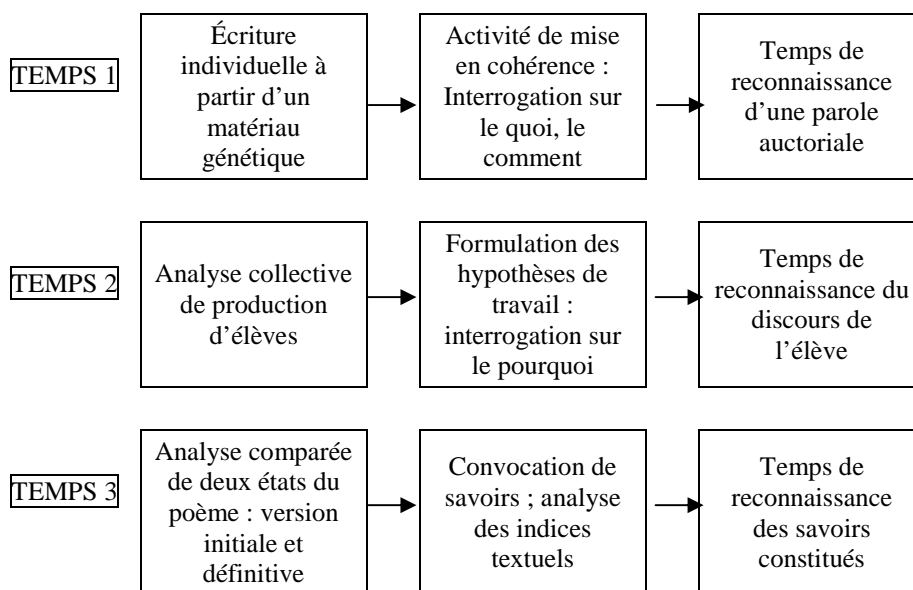 TEMPS 1
Écriture
individuelle à
partir d'un
matériau
génétique
Activité de mise
en cohérence :
Interrogation sur
le quoi, le
comment
Temps de
reconnaissance
d'une parole
auctoriale
TEMPS 2
Analyse collective
de production
d'élèves
Formulation des
hypothèses de
travail :
interrogation sur
le pourquoi
Temps de
reconnaissance du
discours de
l'élève
TEMPS 3
Analyse comparée
de deux états du
poème : version
initiale et
définitive
Convocation de
savoirs ; analyse
des indices
textuels
Temps de
reconnaissance
des savoirs
constitués